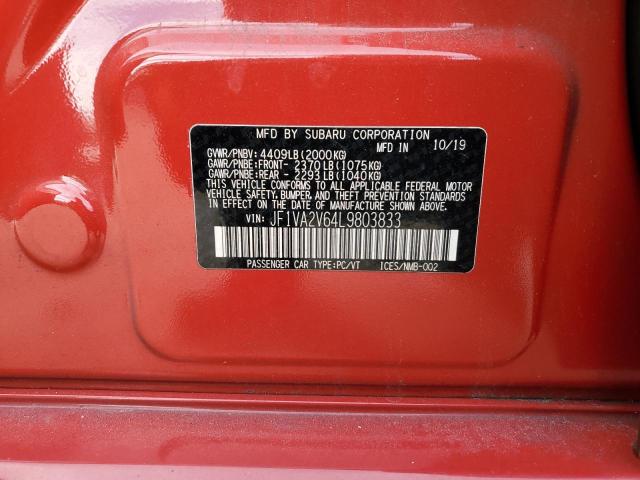 MFD BY SUBARU CORPORATION
MFD IN 10/19
GVWR/PNBV: 4409LB(2000KG)
GAWR/PNBE:FRONT- 2370LB(1075KG)
GAWR/PNBE:REAR - 2293LB(1040KG)
THIS VEHICLE CONFORMS TO ALL APPLICABLE FEDERAL MOTOR
VEHICLE SAFETY, BUMPER, AND THEFT PREVENTION STANDARDS
IN EFFECT ON THE DATE OF MANUFACTURE SHOWN ABOVE.
VIN: JF1VA2V64L9803833
PASSENGER CAR TYPE:PC/VT ICES/NMB-002